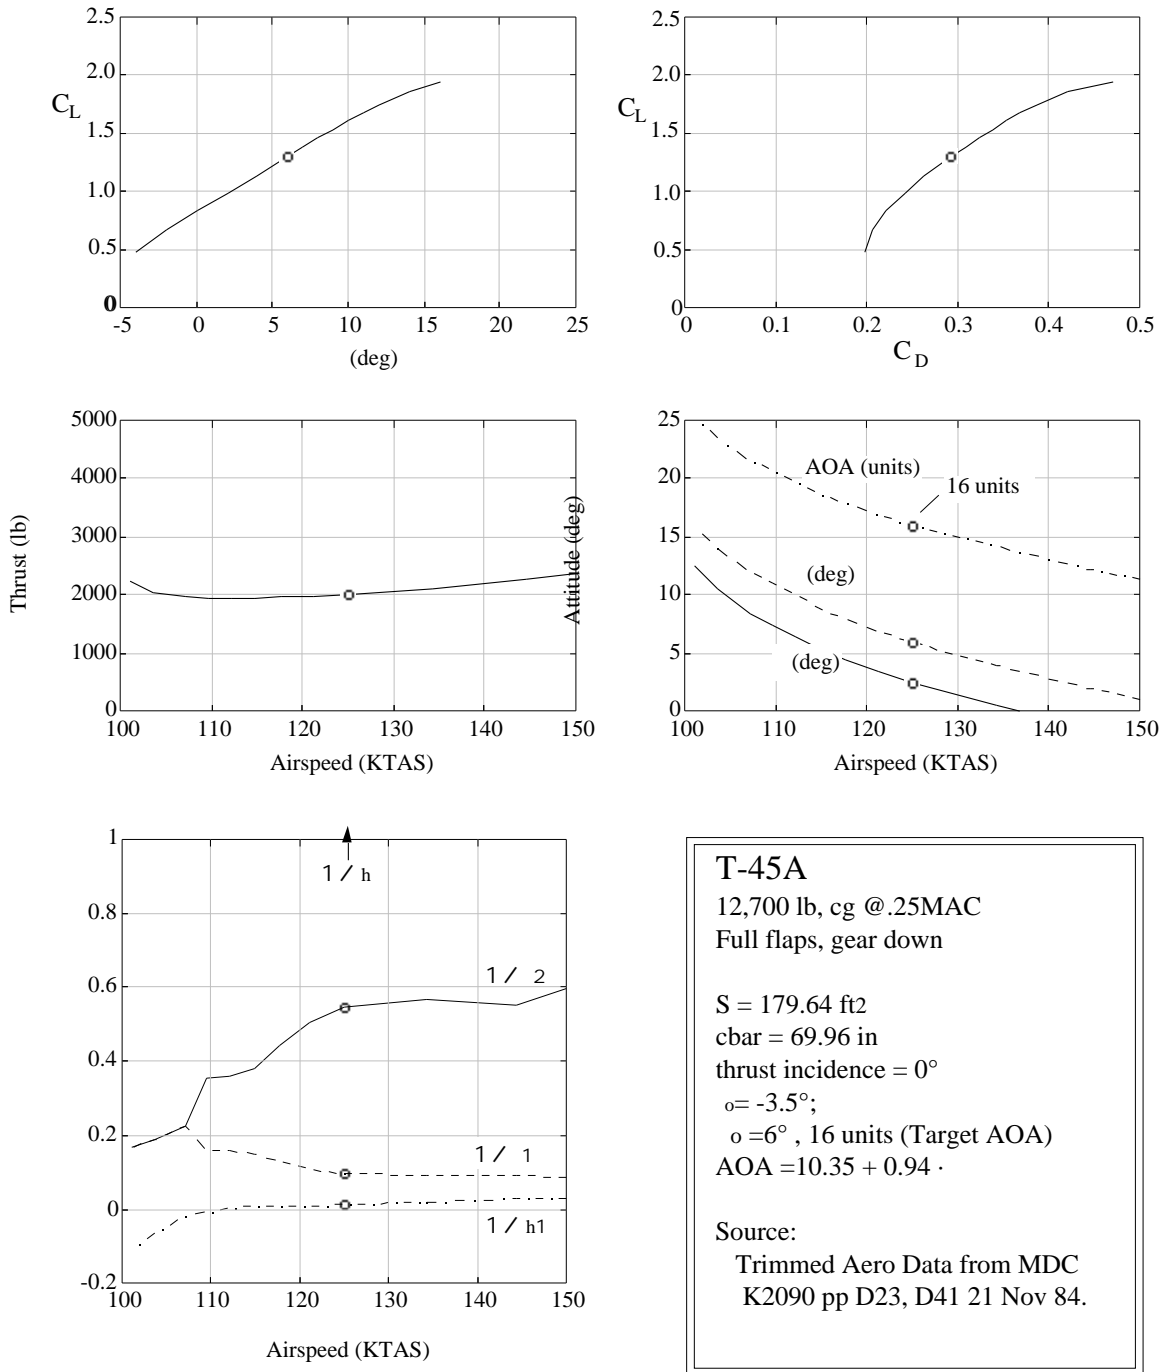 2.5
2.0
C_L
1.5
1.0
0.5
0
-5 0 5 10 15 20 25
(deg)
2.5
2.0
C_L
1.5
1.0
0.5
0
0 0.1 0.2 0.3 0.4 0.5
C_D
5000
4000
3000
2000
1000
0
Thrust (lb)
100 110 120 130 140 150
Airspeed (KTAS)
25
20
15
10
5
0
Attitude (deg)
AOA (units)
16 units
(deg)
(deg)
100 110 120 130 140 150
Airspeed (KTAS)
1
0.8
0.6
0.4
0.2
0
-0.2
1/ h
1/ 2
1/ 1
1/ h1
100 110 120 130 140 150
Airspeed (KTAS)
T-45A
12,700 lb, cg @.25MAC
Full flaps, gear down
S = 179.64 ft2
cbar = 69.96 in
thrust incidence = 0°
o= -3.5°;
o =6° , 16 units (Target AOA)
AOA =10.35 + 0.94 ·
Source:
Trimmed Aero Data from MDC
K2090 pp D23, D41 21 Nov 84.